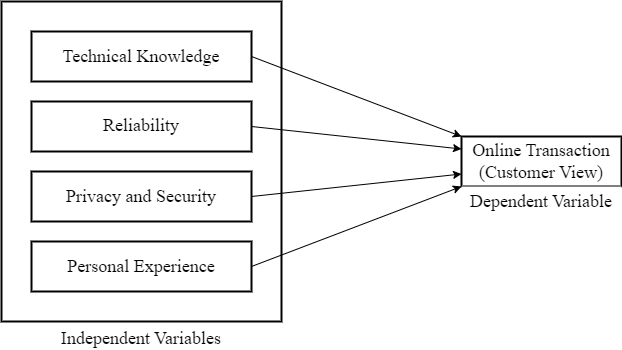 Technical Knowledge
Reliability
Privacy and Security
Personal Experience
Independent Variables
Online Transaction
(Customer View)
Dependent Variable